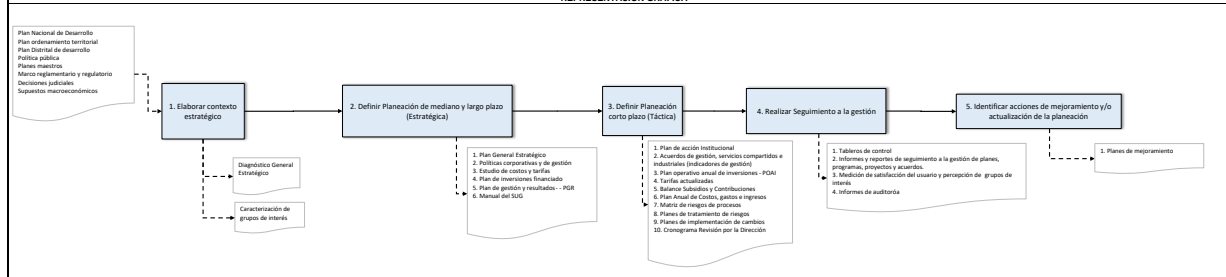 REPRESENTACIÓN GRÁFICA
Plan Nacional de Desarrollo
Plan ordenamiento territorial
Plan Distrital de desarrollo
Política pública
Planes maestros
Marco reglamentario y regulatorio
Decisiones judiciales
Supuestos macroeconómicos
1. Elaborar contexto
estratégico
Diagnóstico General
Estratégico
Caracterización de
grupos de interés
2. Definir Planeación de mediano y largo plazo
(Estratégica)
1. Plan General Estratégico
2. Políticas corporativas y de gestión
3. Estudio de costos y tarifas
4. Plan de inversiones financiado
5. Plan de gestión y resultados- - PGR
6. Manual del SUG
3. Definir Planeación
corto plazo (Táctica)
1. Plan de acción Institucional
2. Acuerdos de gestión, servicios compartidos e
industriales (indicadores de gestión)
3. Plan operativo anual de inversiones - POAI
4. Tarifas actualizadas
5. Balance Subsidios y Contribuciones
6. Plan Anual de Costos, gastos e ingresos
7. Matriz de riesgos de procesos
8. Planes de tratamiento de riesgos
9. Planes de implementación de cambios
10. Cronograma Revisión por la Dirección
4. Realizar Seguimiento a la gestión
1. Tableros de control
2. Informes y reportes de seguimiento a la gestión de planes,
programas, proyectos y acuerdos.
3. Medición de satisfacción del usuario y percepción de grupos de
interés
4. Informes de auditoróa
5. Identificar acciones de mejoramiento y/o
actualización de la planeación
1. Planes de mejoramiento